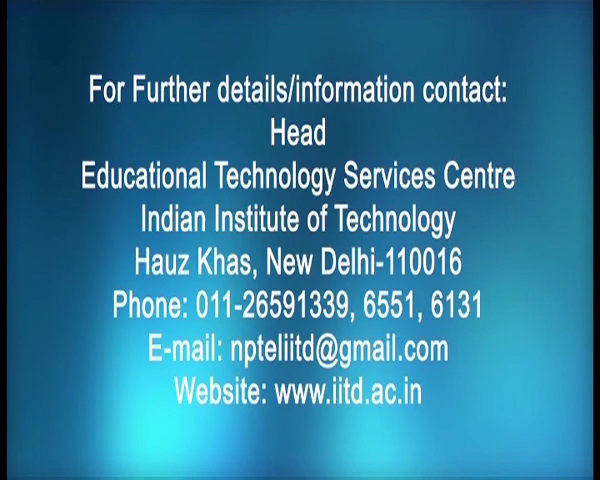 For Further details/information contact:
Head
Educational Technology Services Centre
Indian Institute of Technology
Hauz Khas, New Delhi-110016
Phone: 011-26591339, 6551, 6131
E-mail: npteliitd@gmail.com
Website: www.iitd.ac.in